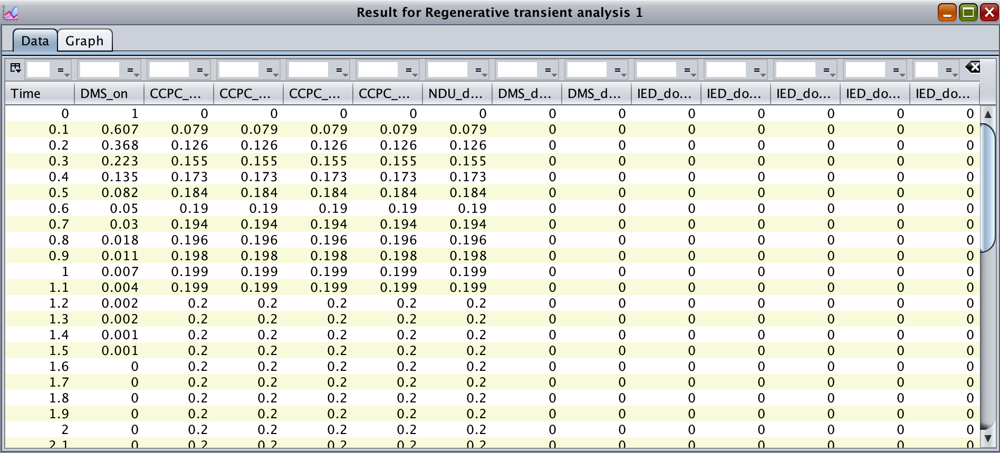 Result for Regenerative transient analysis 1
Data Graph
= = = = = = = = = = = = = =
Time DMS_on CCPC_... CCPC_... CCPC_... CCPC_... NDU_d... DMS_d... DMS_d... IED_do... IED_do... IED_do... IED_do... IED_do...
0 1 0 0 0 0 0 0 0 0 0 0 0 0
0.1 0.607 0.079 0.079 0.079 0.079 0.079 0 0 0 0 0 0 0
0.2 0.368 0.126 0.126 0.126 0.126 0.126 0 0 0 0 0 0 0
0.3 0.223 0.155 0.155 0.155 0.155 0.155 0 0 0 0 0 0 0
0.4 0.135 0.173 0.173 0.173 0.173 0.173 0 0 0 0 0 0 0
0.5 0.082 0.184 0.184 0.184 0.184 0.184 0 0 0 0 0 0 0
0.6 0.05 0.19 0.19 0.19 0.19 0.19 0 0 0 0 0 0 0
0.7 0.03 0.194 0.194 0.194 0.194 0.194 0 0 0 0 0 0 0
0.8 0.018 0.196 0.196 0.196 0.196 0.196 0 0 0 0 0 0 0
0.9 0.011 0.198 0.198 0.198 0.198 0.198 0 0 0 0 0 0 0
1 0.007 0.199 0.199 0.199 0.199 0.199 0 0 0 0 0 0 0
1.1 0.004 0.199 0.199 0.199 0.199 0.199 0 0 0 0 0 0 0
1.2 0.002 0.2 0.2 0.2 0.2 0.2 0 0 0 0 0 0 0
1.3 0.002 0.2 0.2 0.2 0.2 0.2 0 0 0 0 0 0 0
1.4 0.001 0.2 0.2 0.2 0.2 0.2 0 0 0 0 0 0 0
1.5 0.001 0.2 0.2 0.2 0.2 0.2 0 0 0 0 0 0 0
1.6 0 0.2 0.2 0.2 0.2 0.2 0 0 0 0 0 0 0
1.7 0 0.2 0.2 0.2 0.2 0.2 0 0 0 0 0 0 0
1.8 0 0.2 0.2 0.2 0.2 0.2 0 0 0 0 0 0 0
1.9 0 0.2 0.2 0.2 0.2 0.2 0 0 0 0 0 0 0
2 0 0.2 0.2 0.2 0.2 0.2 0 0 0 0 0 0 0
2.1 0 0.2 0.2 0.2 0.2 0.2 0 0 0 0 0 0 0